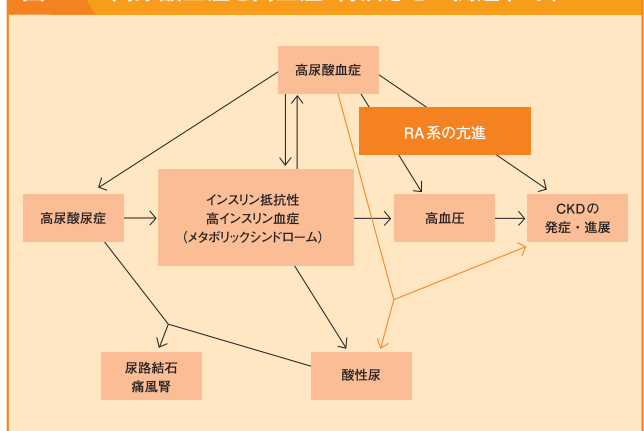 高尿酸血症
RA系の亢進
高尿酸尿症
インスリン抵抗性
高インスリン血症
(メタボリックシンドローム)
高血圧
CKDの
発症・進展
尿路結石
痛風腎
酸性尿